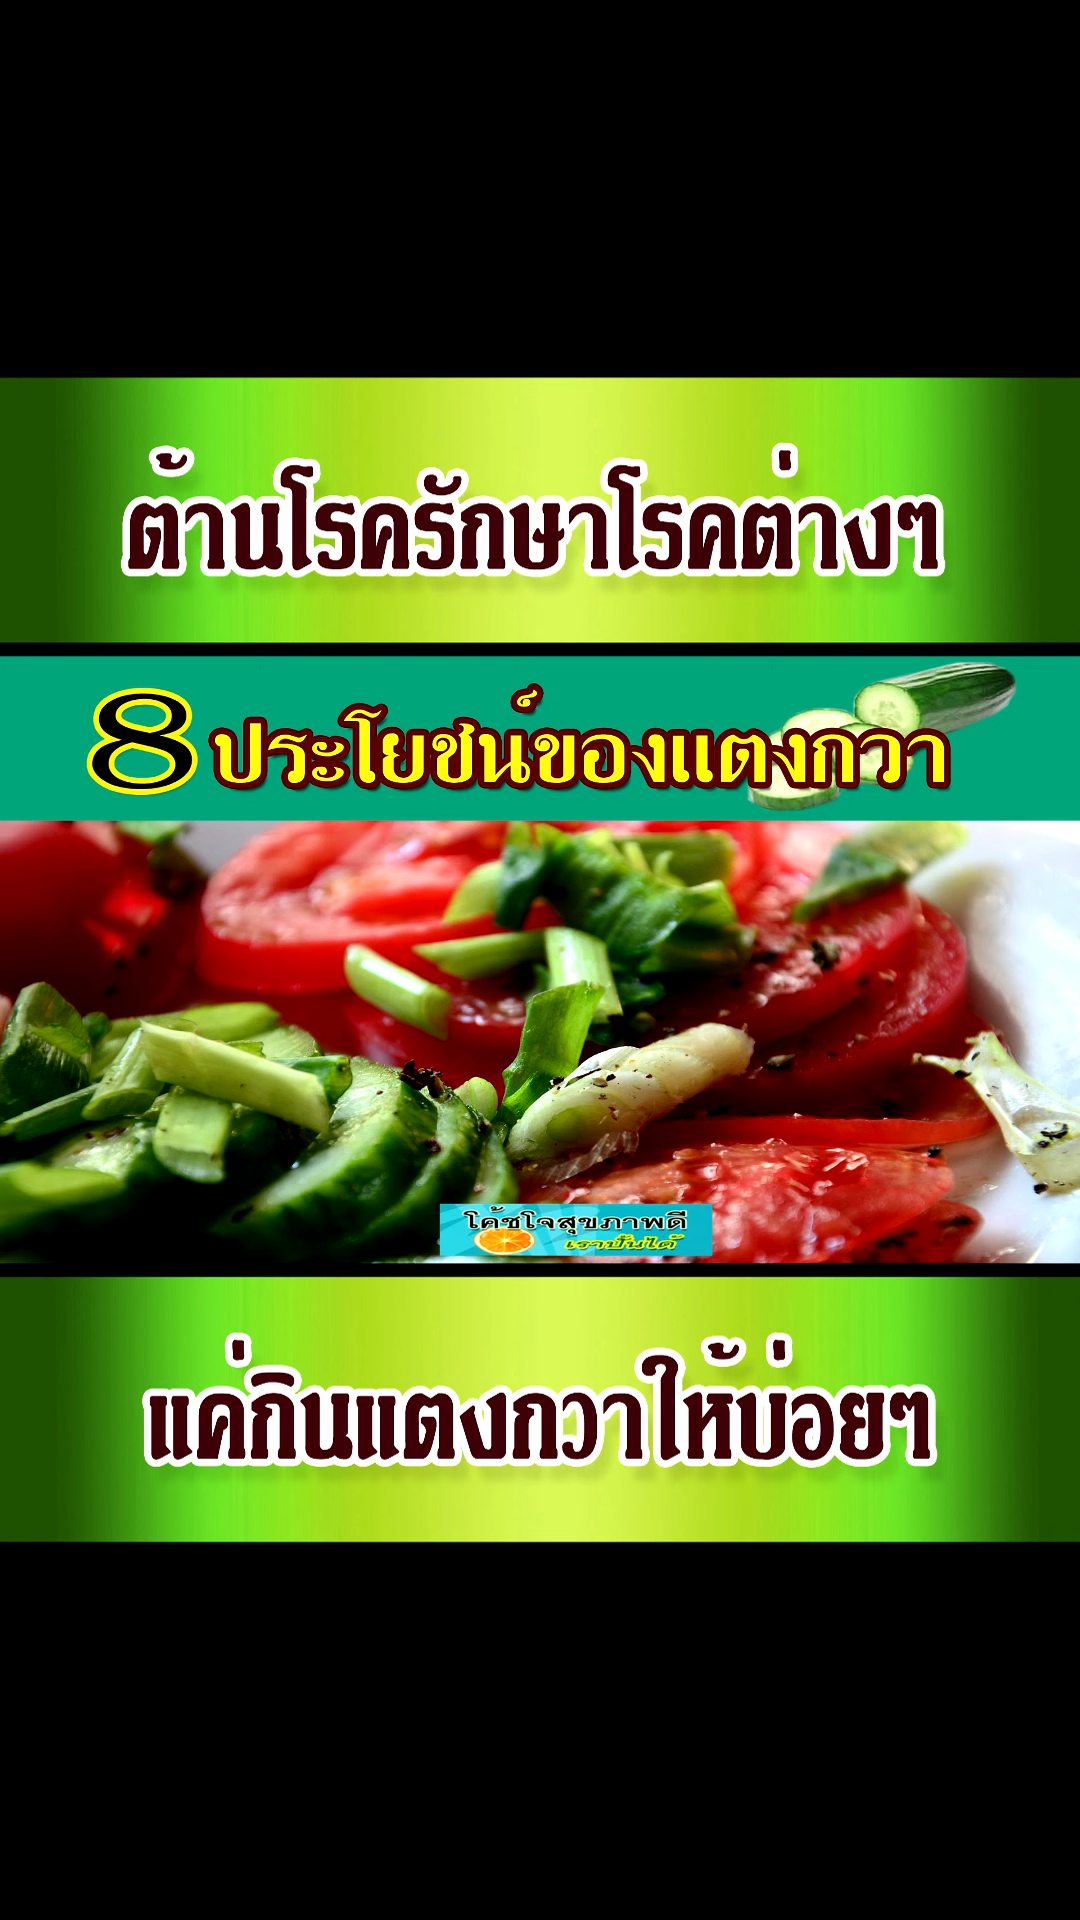 ต้านโรครักษาโรคต่างๆ
8 ประโยชน์ของแตงกวา
โค้ชโจสุขภาพดี
เราปั้นได้
แค่กินแตงกวาให้บ่อยๆ